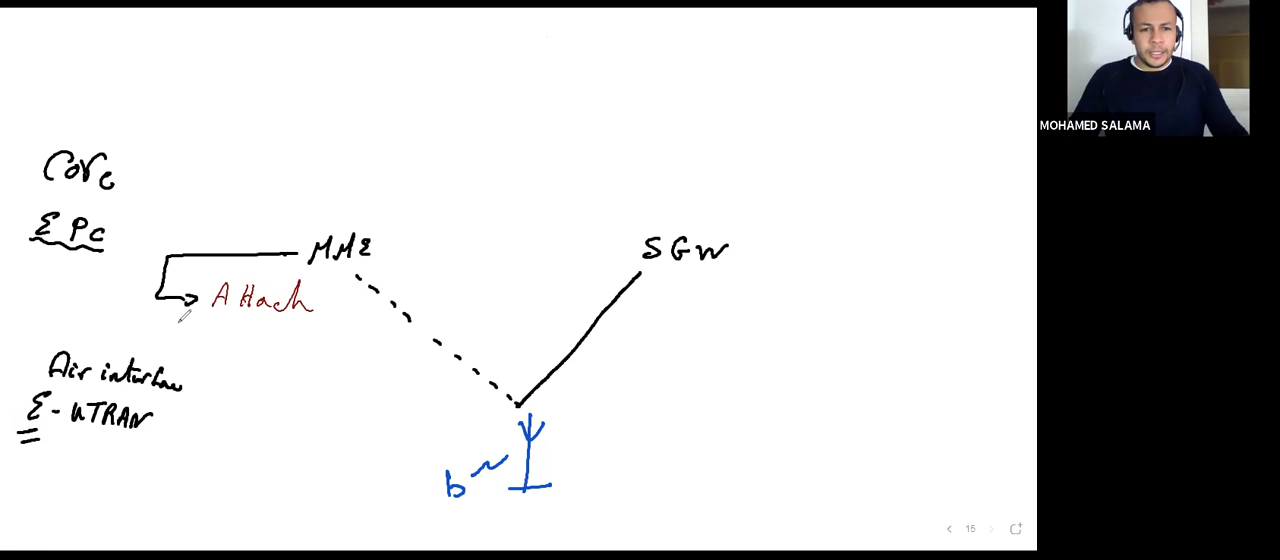 MOHAMED SALAMA
Core
EPC
MME
SGW
Attach
Air interface
E-UTRAN
b
15